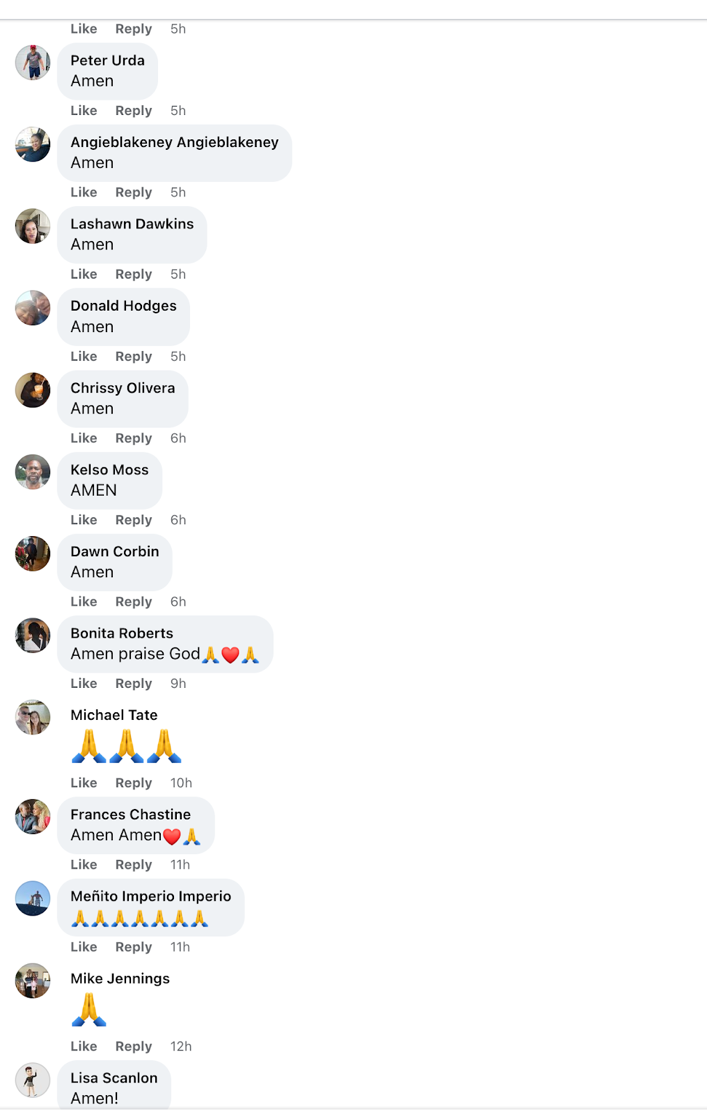 Like Reply 5h
Peter Urda
Amen
Like Reply 5h
Angieblakeney Angieblakeney
Amen
Like Reply 5h
Lashawn Dawkins
Amen
Like Reply 5h
Donald Hodges
Amen
Like Reply 5h
Chrissy Olivera
Amen
Like Reply 6h
Kelso Moss
AMEN
Like Reply 6h
Dawn Corbin
Amen
Like Reply 6h
Bonita Roberts
Amen praise God🙏❤️🙏
Like Reply 9h
Michael Tate
🙏🙏🙏
Like Reply 10h
Frances Chastine
Amen Amen❤️🙏
Like Reply 11h
Meñito Imperio Imperio
🙏🙏🙏🙏🙏🙏🙏
Like Reply 11h
Mike Jennings
🙏
Like Reply 12h
Lisa Scanlon
Amen!